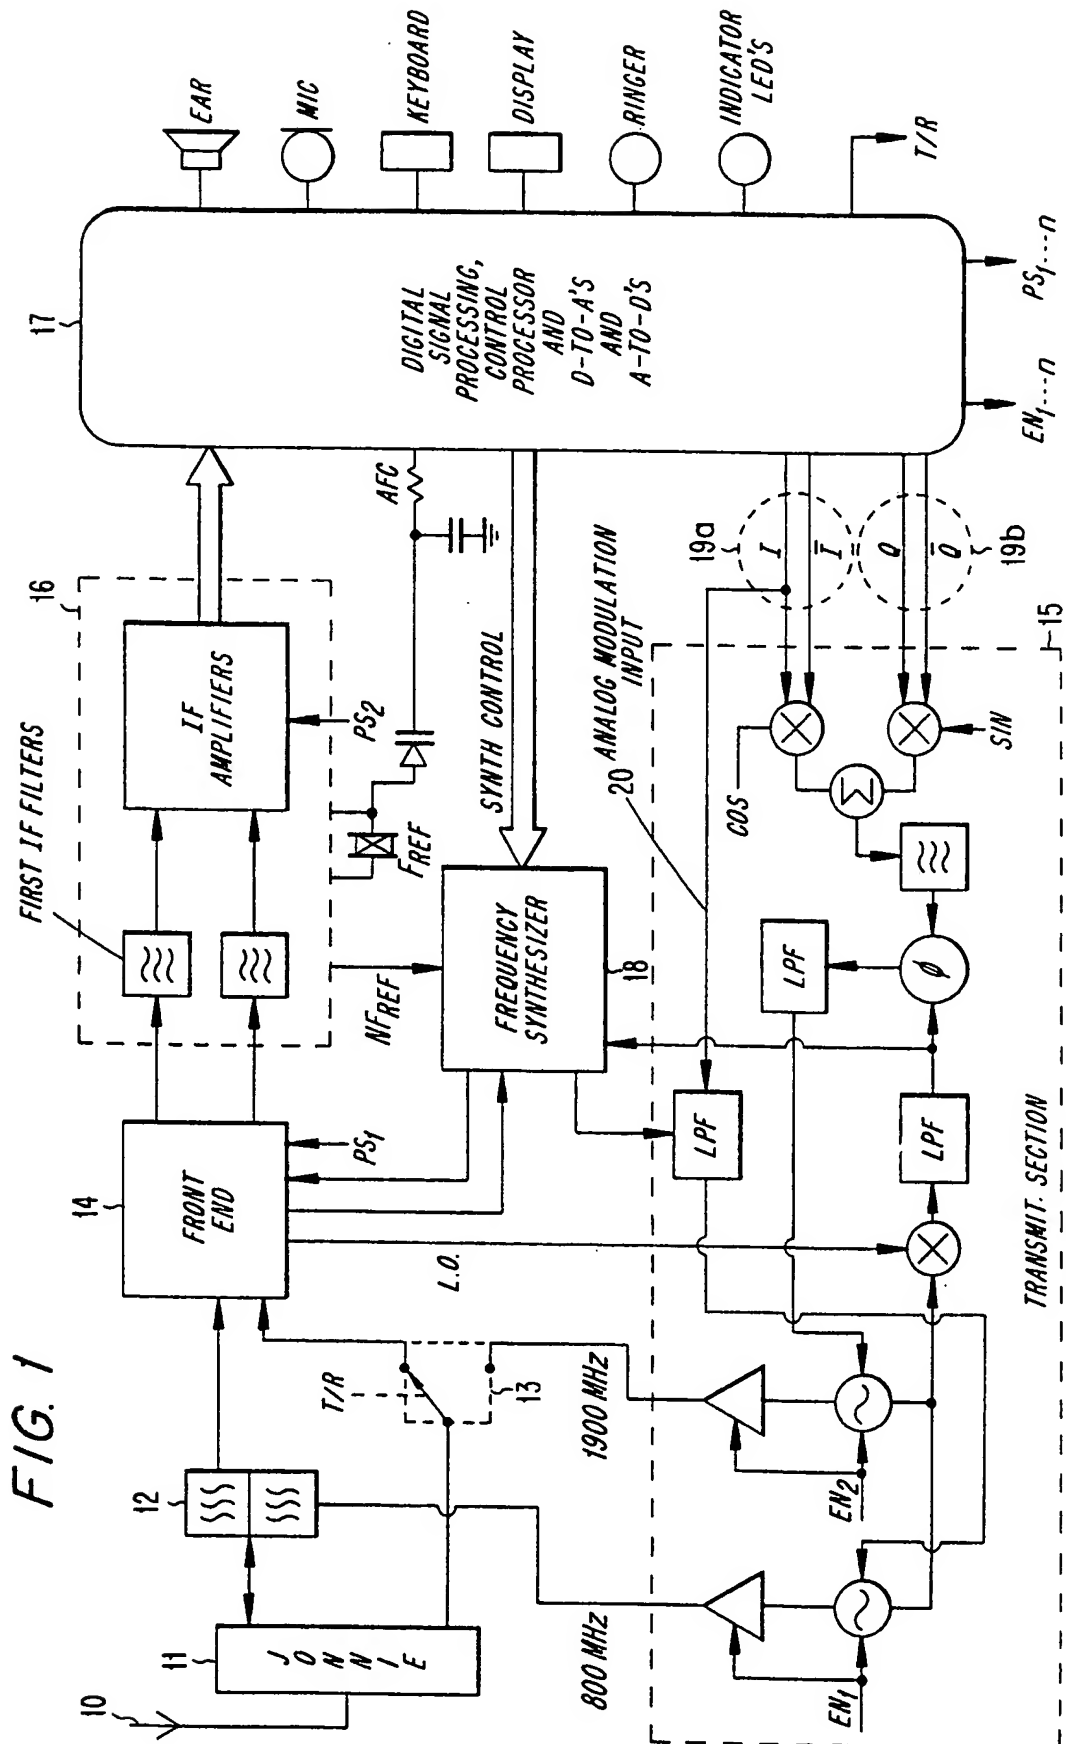 FIG. 1
10
11
JONNIE
12
T/R
13
14
FRONT
END
PS1
L.O.
FIRST IF FILTERS
16
IF
AMPLIFIERS
PS2
NFREF
FREF
AFC
17
DIGITAL
SIGNAL
PROCESSING,
CONTROL
PROCESSOR
AND
D-TO-A'S
AND
A-TO-D'S
EAR
MIC
KEYBOARD
DISPLAY
RINGER
INDICATOR
LED'S
T/R
PS1...n
EN1...n
SYNTH CONTROL
FREQUENCY
SYNTHESIZER
18
ANALOG MODULATION
INPUT
20
19a
I
Ī
Q
Q̄
19b
15
COS
SIN
Σ
LPF
ϕ
LPF
LPF
800 MHz
1900 MHz
EN1
EN2
TRANSMIT. SECTION